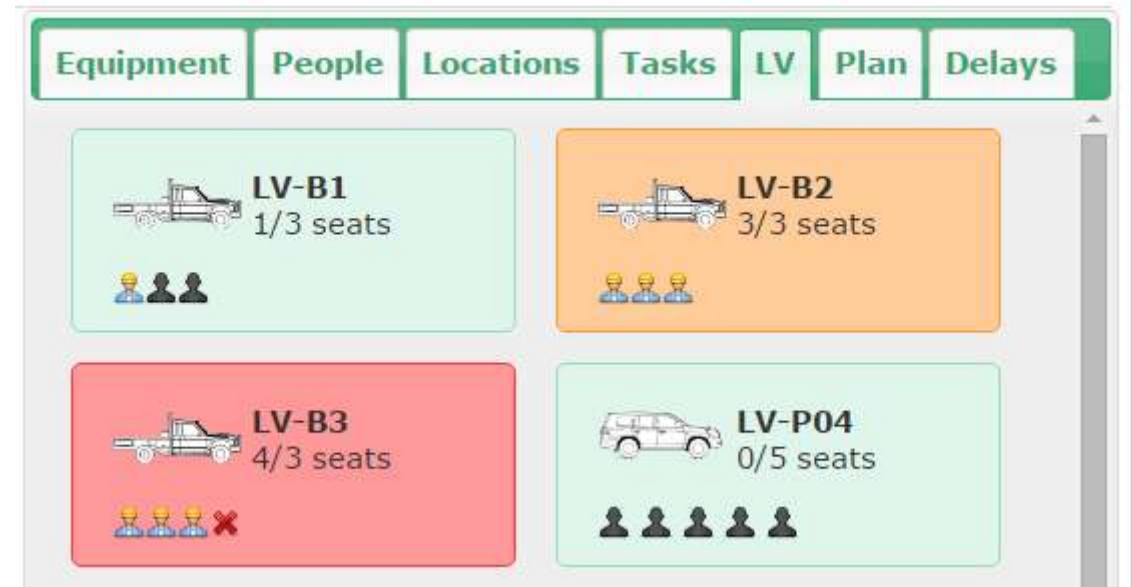 Equipment People Locations Tasks LV Plan Delays
LV-B1
1/3 seats
LV-B2
3/3 seats
LV-B3
4/3 seats
LV-P04
0/5 seats